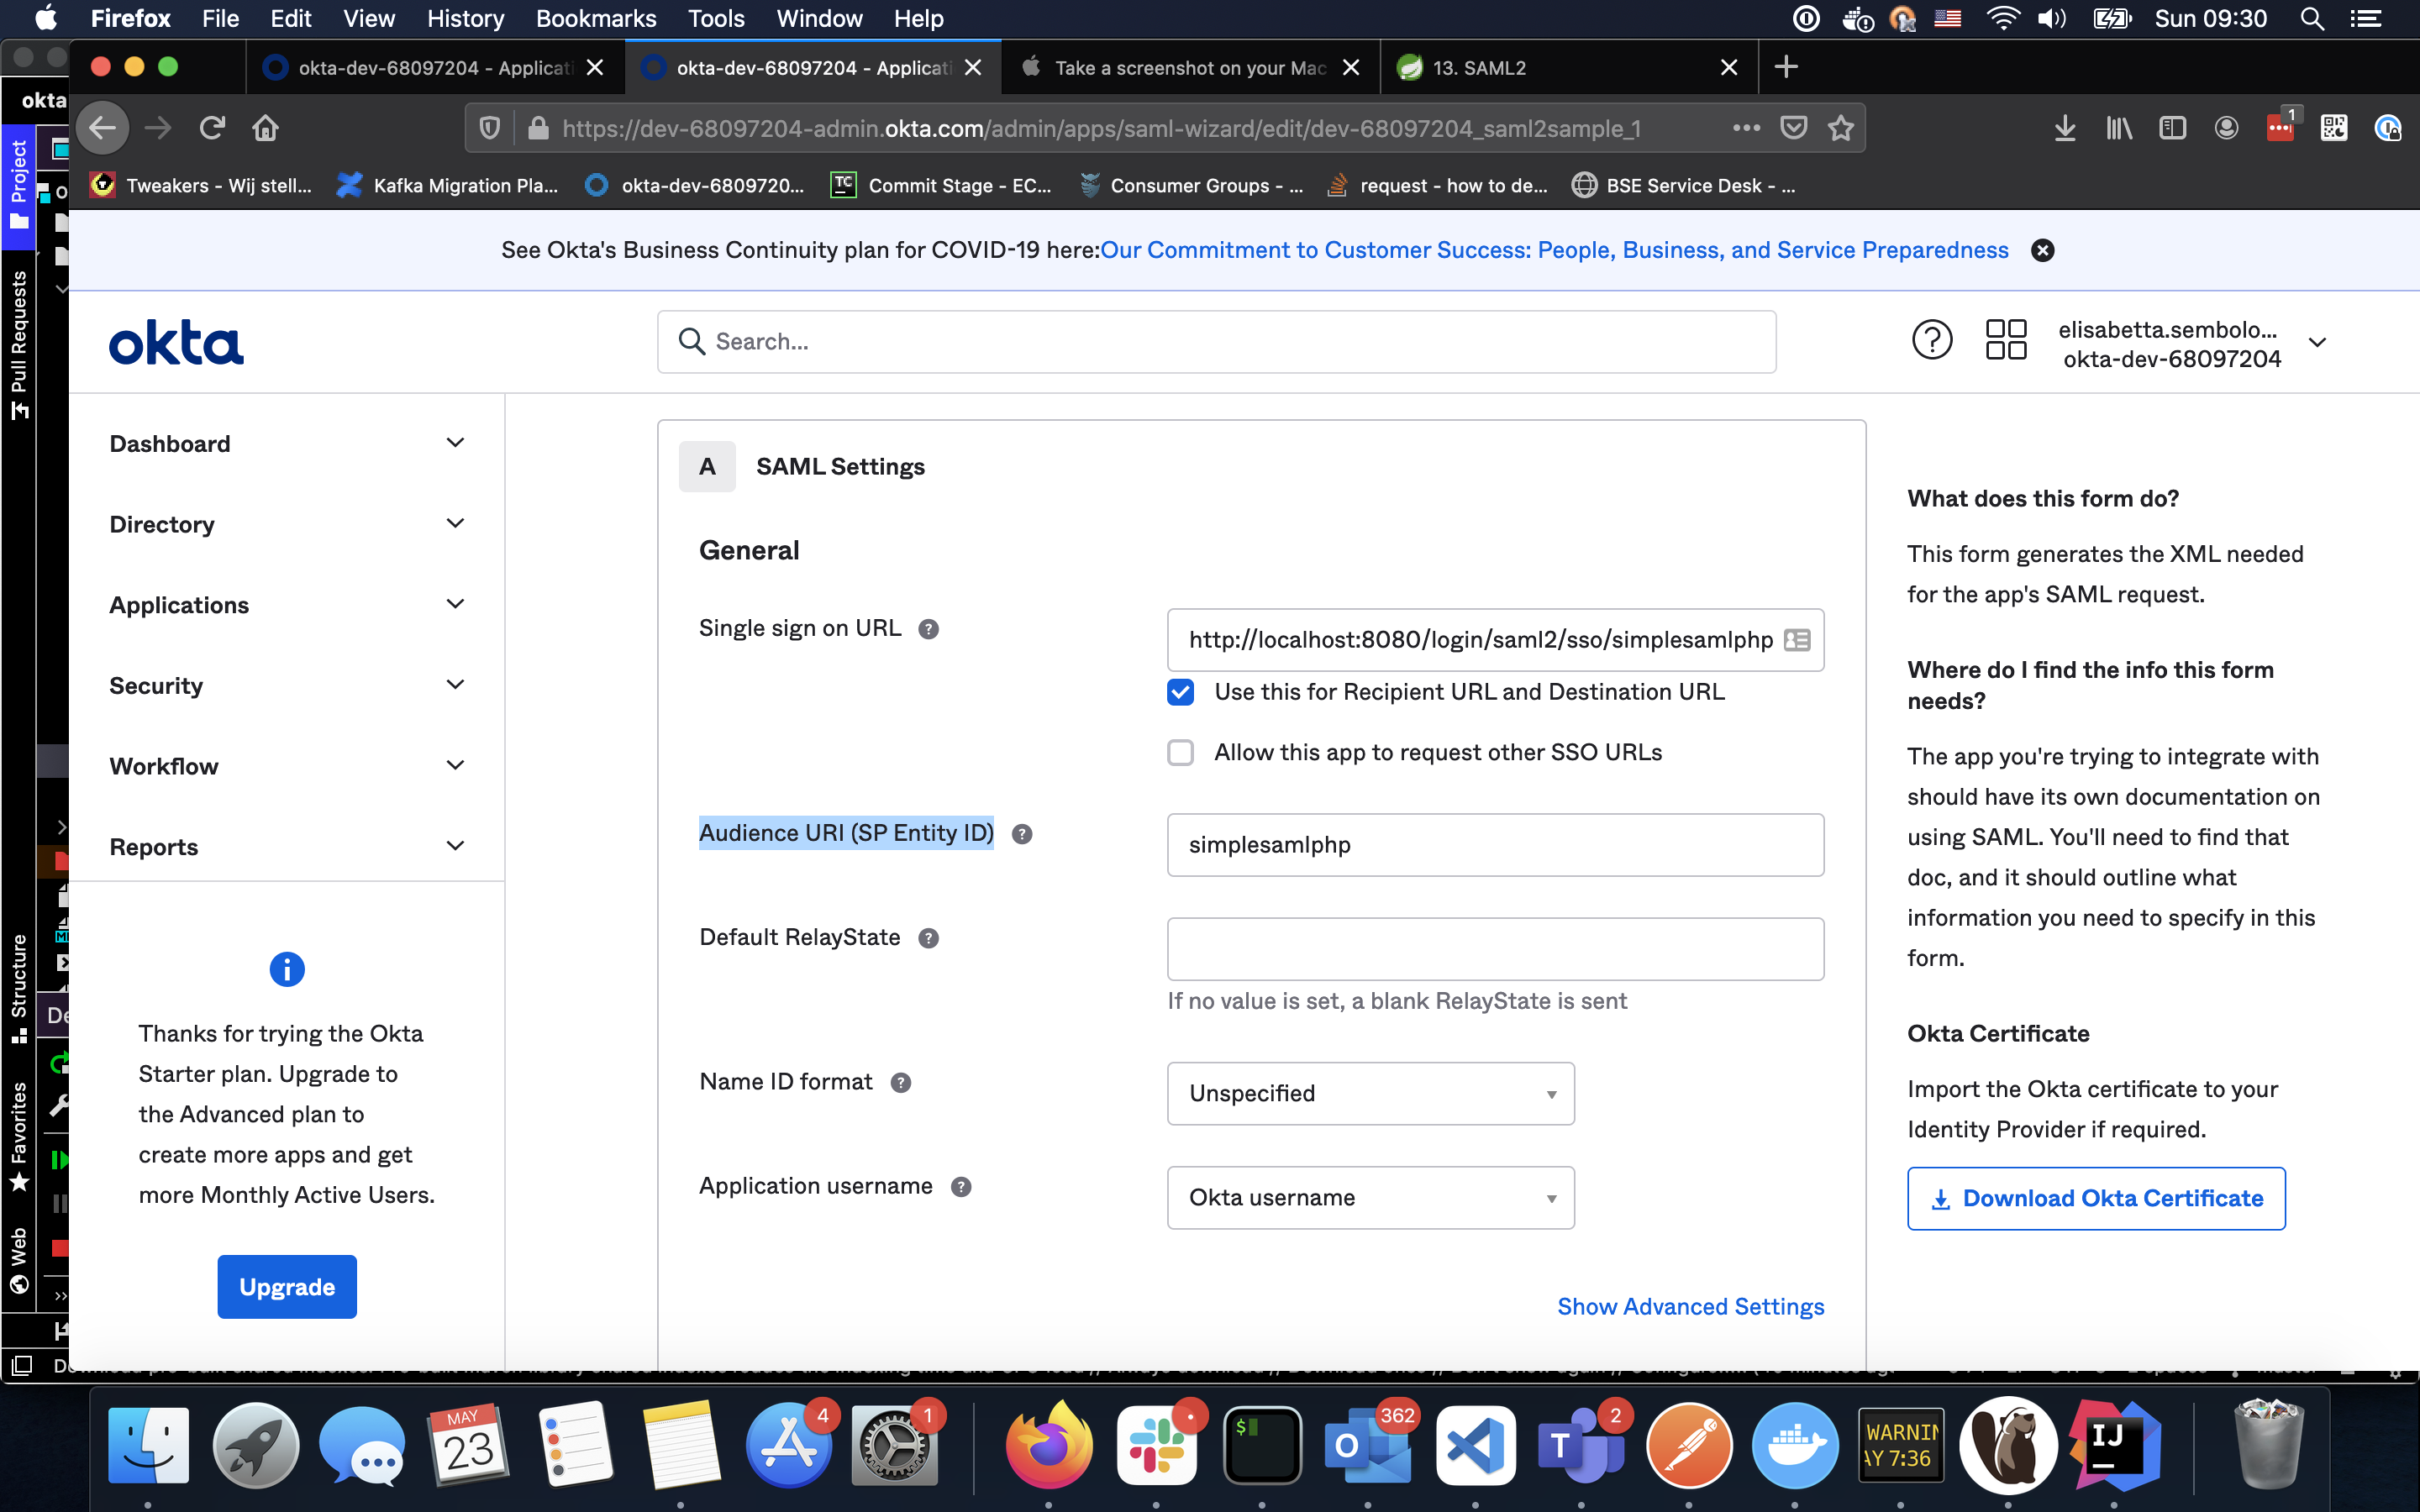 Firefox File Edit View History Bookmarks Tools Window Help Sun 09:30
okta-dev-68097204 - Applicati
okta-dev-68097204 - Applicati
Take a screenshot on your Mac
13. SAML2
okta
https://dev-68097204-admin.okta.com/admin/apps/saml-wizard/edit/dev-68097204_saml2sample_1
1
Tweakers - Wij stell...
Kafka Migration Pla...
okta-dev-6809720...
TC Commit Stage - EC...
Consumer Groups - ...
request - how to de...
BSE Service Desk - ...
Project
Pull Requests
Structure
Favorites
Web
See Okta's Business Continuity plan for COVID-19 here:Our Commitment to Customer Success: People, Business, and Service Preparedness
okta
Search...
elisabetta.sembolo...
okta-dev-68097204
Dashboard
Directory
Applications
Security
Workflow
Reports
Thanks for trying the Okta
Starter plan. Upgrade to
the Advanced plan to
create more apps and get
more Monthly Active Users.
Upgrade
A SAML Settings
General
Single sign on URL
http://localhost:8080/login/saml2/sso/simplesamlphp
Use this for Recipient URL and Destination URL
Allow this app to request other SSO URLs
Audience URI (SP Entity ID)
simplesamlphp
Default RelayState
If no value is set, a blank RelayState is sent
Name ID format
Unspecified
Application username
Okta username
Show Advanced Settings
What does this form do?
This form generates the XML needed
for the app's SAML request.
Where do I find the info this form
needs?
The app you're trying to integrate with
should have its own documentation on
using SAML. You'll need to find that
doc, and it should outline what
information you need to specify in this
form.
Okta Certificate
Import the Okta certificate to your
Identity Provider if required.
Download Okta Certificate
MAY
23
4
1
362
2
WARNIN
AY 7:36
IJ